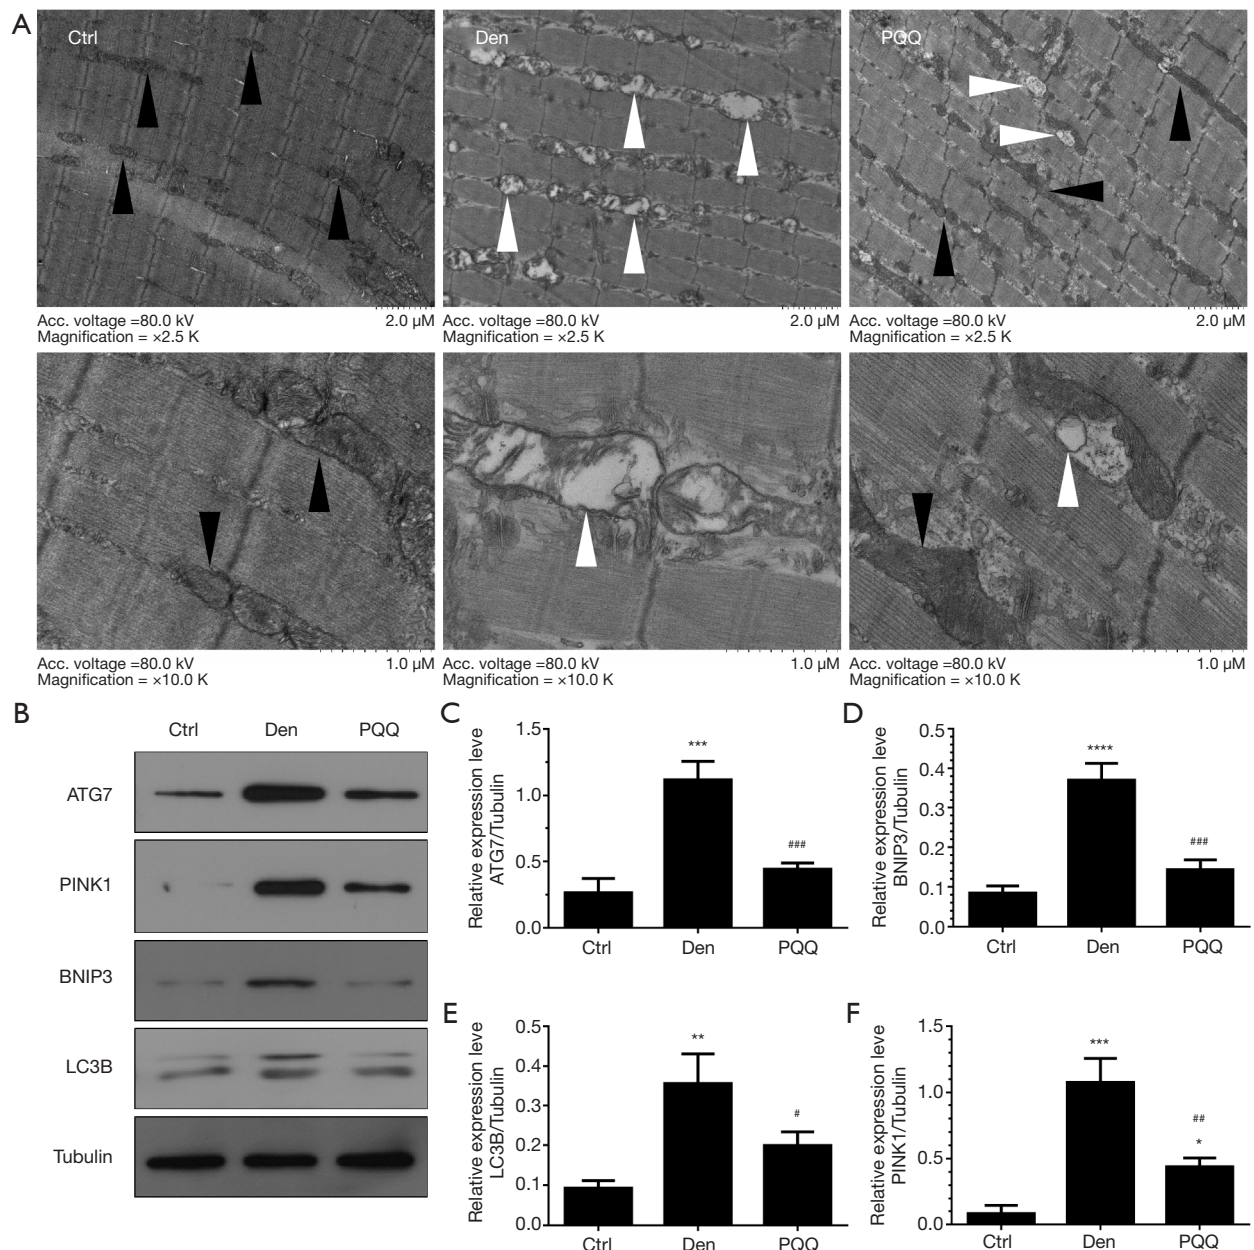 A
Ctrl
Den
PQQ
Acc. voltage =80.0 kV
Magnification = ×2.5 K
2.0 μM
Acc. voltage =80.0 kV
Magnification = ×2.5 K
2.0 μM
Acc. voltage =80.0 kV
Magnification = ×2.5 K
2.0 μM
Acc. voltage =80.0 kV
Magnification = ×10.0 K
1.0 μM
Acc. voltage =80.0 kV
Magnification = ×10.0 K
1.0 μM
Acc. voltage =80.0 kV
Magnification = ×10.0 K
1.0 μM
B
Ctrl Den PQQ
ATG7
PINK1
BNIP3
LC3B
Tubulin
C
Relative expression leve
ATG7/Tubulin
1.5
1.0
0.5
0.0
***
###
Ctrl Den PQQ
D
Relative expression leve
BNIP3/Tubulin
0.5
0.4
0.3
0.2
0.1
0.0
****
###
Ctrl Den PQQ
E
Relative expression leve
LC3B/Tubulin
0.5
0.4
0.3
0.2
0.1
0.0
**
#
Ctrl Den PQQ
F
Relative expression leve
PINK1/Tubulin
1.5
1.0
0.5
0.0
***
##
*
Ctrl Den PQQ